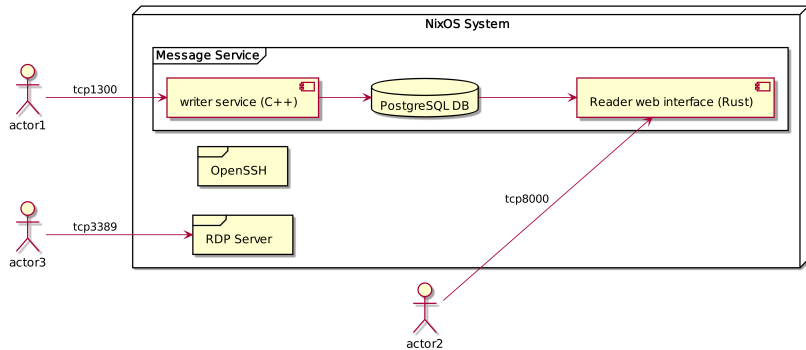 NixOS System
Message Service
tcp1300
writer service (C++)
PostgreSQL DB
Reader web interface (Rust)
actor1
OpenSSH
tcp8000
tcp3389
RDP Server
actor3
actor2